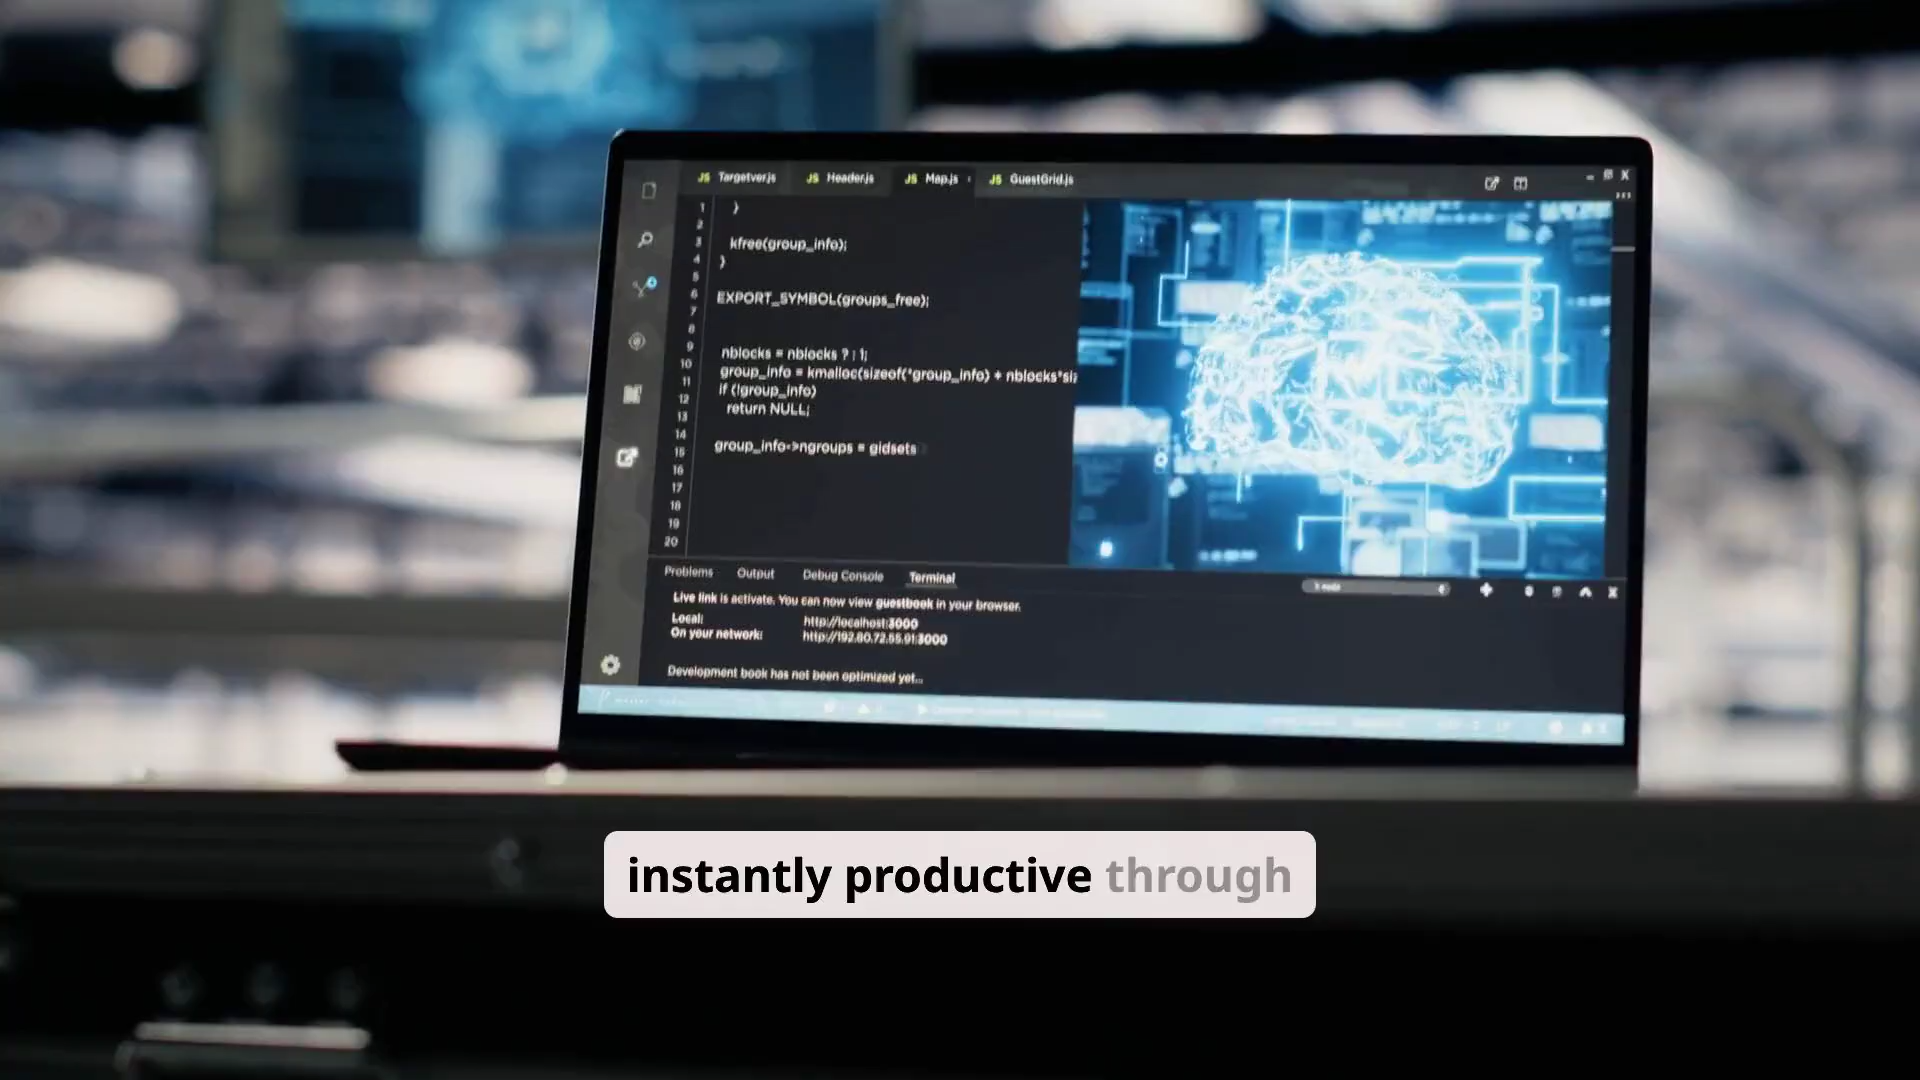 JS Targetver.js JS Header.js JS Map.js JS GuestGrid.js
1 }
2
3 kfree(group_info);
4 }
5
6 EXPORT_SYMBOL(groups_free);
7
8
9 nblocks = nblocks ? : 1;
10 group_info = kmalloc(sizeof(*group_info) + nblocks*siz
11 if (!group_info)
12 return NULL;
13
14 group_info->ngroups = gidsets
15
16
17
18
19
20
Problems Output Debug Console Terminal
Live link is activate. You can now view guestbook in your browser.
Local: http://localhost:3000
On your network: http://192.80.72.55.01:3000
Development book has not been optimized yet...
instantly productive through